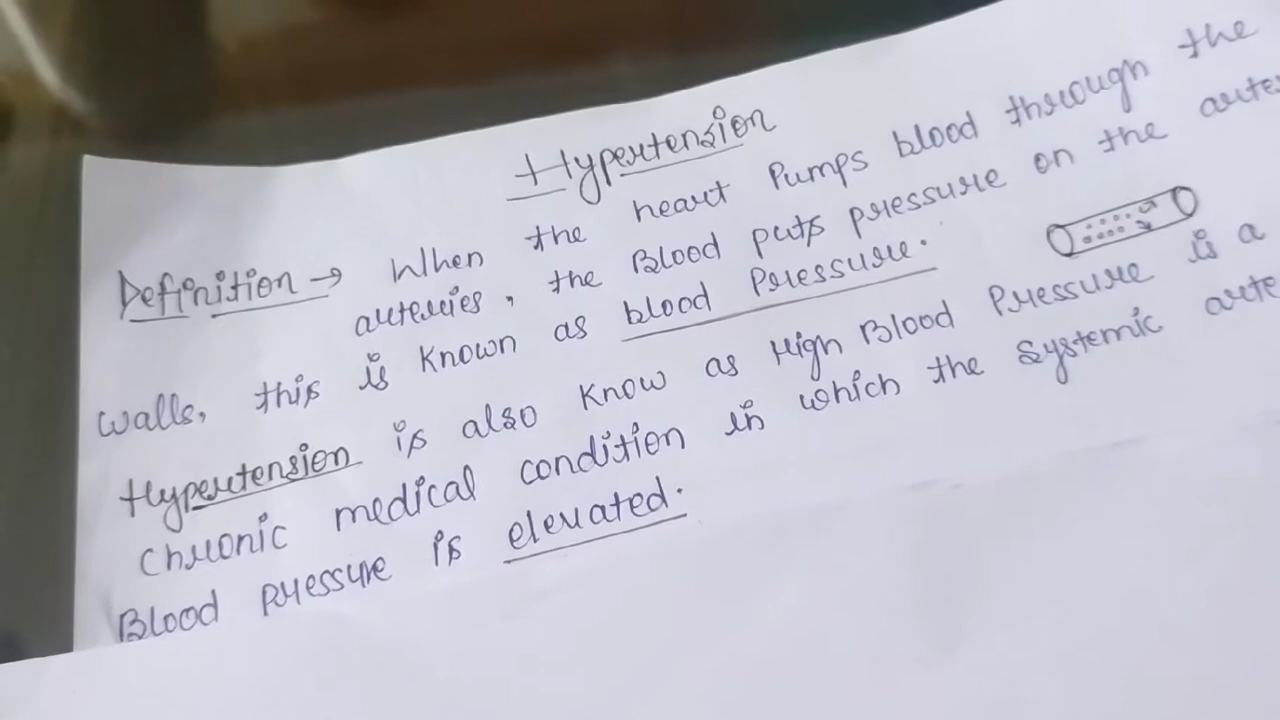 Hypertension
Definition → When the heart Pumps blood through the
arteries, the Blood puts pressure on the arte
walls, this is known as blood Pressure.
Hypertension is also know as High Blood Pressure is a
chronic medical condition in which the systemic arte
Blood pressure is elevated.